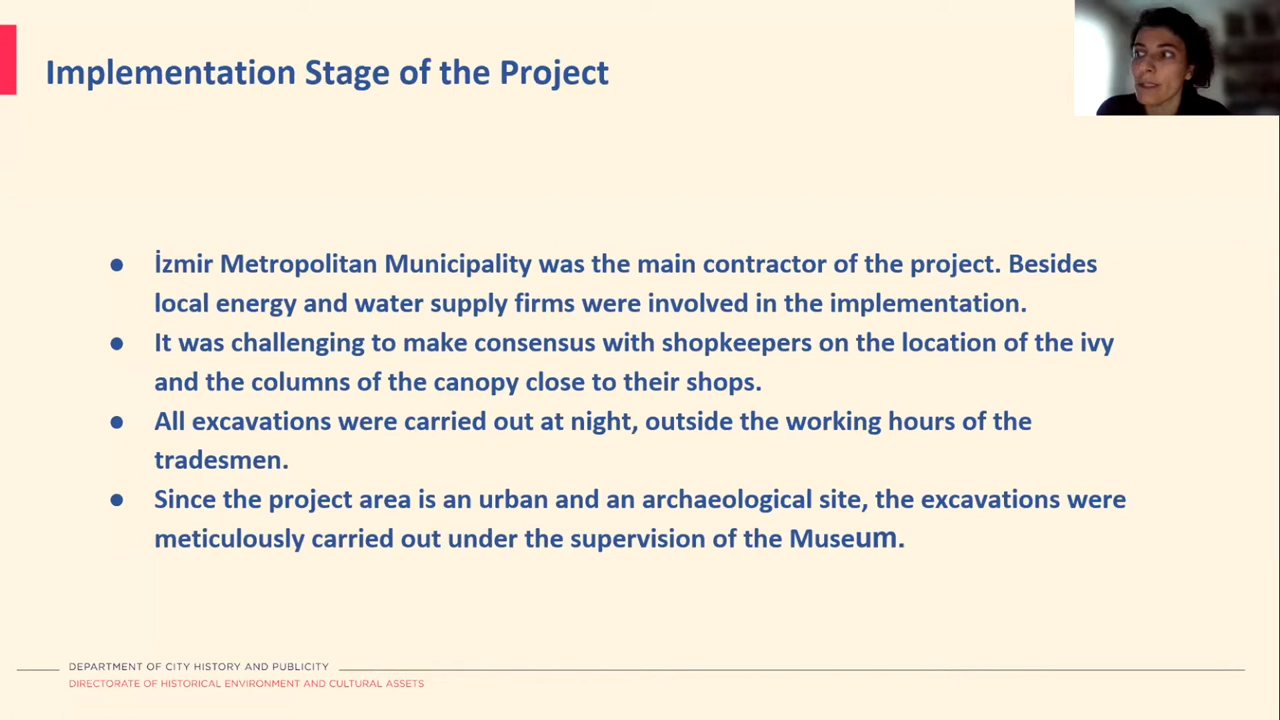 Implementation Stage of the Project
● İzmir Metropolitan Municipality was the main contractor of the project. Besides
local energy and water supply firms were involved in the implementation.
● It was challenging to make consensus with shopkeepers on the location of the ivy
and the columns of the canopy close to their shops.
● All excavations were carried out at night, outside the working hours of the
tradesmen.
● Since the project area is an urban and an archaeological site, the excavations were
meticulously carried out under the supervision of the Museum.
DEPARTMENT OF CITY HISTORY AND PUBLICITY
DIRECTORATE OF HISTORICAL ENVIRONMENT AND CULTURAL ASSETS